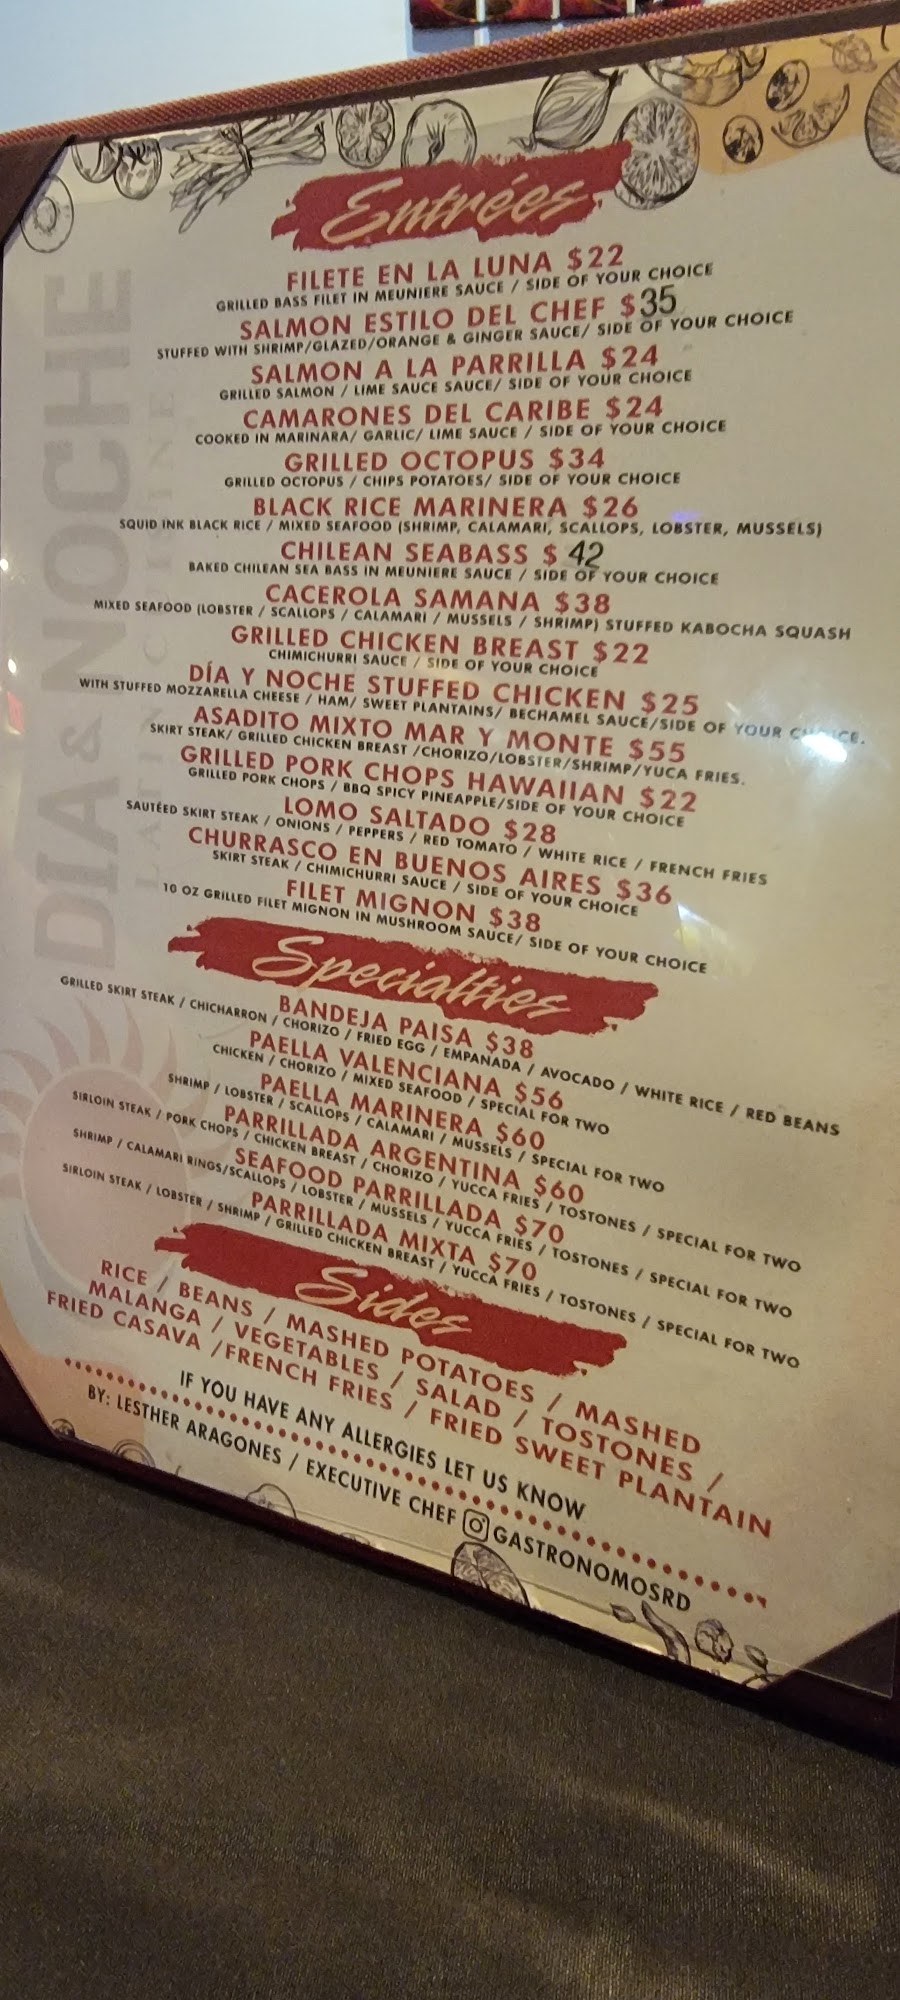 Entrées
FILETE EN LA LUNA $22
GRILLED BASS FILET IN MEUNIERE SAUCE / SIDE OF YOUR CHOICE
SALMON ESTILO DEL CHEF $35
STUFFED WITH SHRIMP/GLAZED/ORANGE & GINGER SAUCE/ SIDE OF YOUR CHOICE
SALMON A LA PARRILLA $24
GRILLED SALMON / LIME SAUCE SAUCE/ SIDE OF YOUR CHOICE
CAMARONES DEL CARIBE $24
COOKED IN MARINARA/ GARLIC/ LIME SAUCE / SIDE OF YOUR CHOICE
GRILLED OCTOPUS $34
GRILLED OCTOPUS / CHIPS POTATOES/ SIDE OF YOUR CHOICE
BLACK RICE MARINERA $26
SQUID INK BLACK RICE / MIXED SEAFOOD (SHRIMP, CALAMARI, SCALLOPS, LOBSTER, MUSSELS)
CHILEAN SEABASS $ 42
BAKED CHILEAN SEA BASS IN MEUNIERE SAUCE / SIDE OF YOUR CHOICE
CACEROLA SAMANA $38
MIXED SEAFOOD (LOBSTER / SCALLOPS / CALAMARI / MUSSELS / SHRIMP) STUFFED KABOCHA SQUASH
GRILLED CHICKEN BREAST $22
CHIMICHURRI SAUCE / SIDE OF YOUR CHOICE
DÍA Y NOCHE STUFFED CHICKEN $25
WITH STUFFED MOZZARELLA CHEESE / HAM/ SWEET PLANTAINS/ BECHAMEL SAUCE/SIDE OF YOUR CHOICE.
ASADITO MIXTO MAR Y MONTE $55
SKIRT STEAK/ GRILLED CHICKEN BREAST /CHORIZO/LOBSTER/SHRIMP/YUCA FRIES.
GRILLED PORK CHOPS HAWAIIAN $22
GRILLED PORK CHOPS / BBQ SPICY PINEAPPLE/SIDE OF YOUR CHOICE
LOMO SALTADO $28
SAUTÉED SKIRT STEAK / ONIONS / PEPPERS / RED TOMATO / WHITE RICE / FRENCH FRIES
CHURRASCO EN BUENOS AIRES $36
SKIRT STEAK / CHIMICHURRI SAUCE / SIDE OF YOUR CHOICE
FILET MIGNON $38
10 OZ GRILLED FILET MIGNON IN MUSHROOM SAUCE/ SIDE OF YOUR CHOICE
Specialties
BANDEJA PAISA $38
GRILLED SKIRT STEAK / CHICHARRON / CHORIZO / FRIED EGG / EMPANADA / AVOCADO / WHITE RICE / RED BEANS
PAELLA VALENCIANA $56
CHICKEN / CHORIZO / MIXED SEAFOOD / SPECIAL FOR TWO
PAELLA MARINERA $60
SHRIMP / LOBSTER / SCALLOPS / CALAMARI / MUSSELS / SPECIAL FOR TWO
PARRILLADA ARGENTINA $60
SIRLOIN STEAK / PORK CHOPS / CHICKEN BREAST / CHORIZO / YUCCA FRIES / TOSTONES / SPECIAL FOR TWO
SEAFOOD PARRILLADA $70
SHRIMP / CALAMARI RINGS/SCALLOPS / LOBSTER / MUSSELS / YUCCA FRIES / TOSTONES / SPECIAL FOR TWO
PARRILLADA MIXTA $70
SIRLOIN STEAK / LOBSTER / SHRIMP / GRILLED CHICKEN BREAST / YUCCA FRIES / TOSTONES / SPECIAL FOR TWO
Sides
RICE / BEANS / MASHED POTATOES / MASHED
MALANGA / VEGETABLES / SALAD / TOSTONES /
FRIED CASAVA /FRENCH FRIES / FRIED SWEET PLANTAIN
IF YOU HAVE ANY ALLERGIES LET US KNOW
BY: LESTHER ARAGONES / EXECUTIVE CHEF GASTRONOMOSRD
DIA & NOCHE
LATIN CUISINE